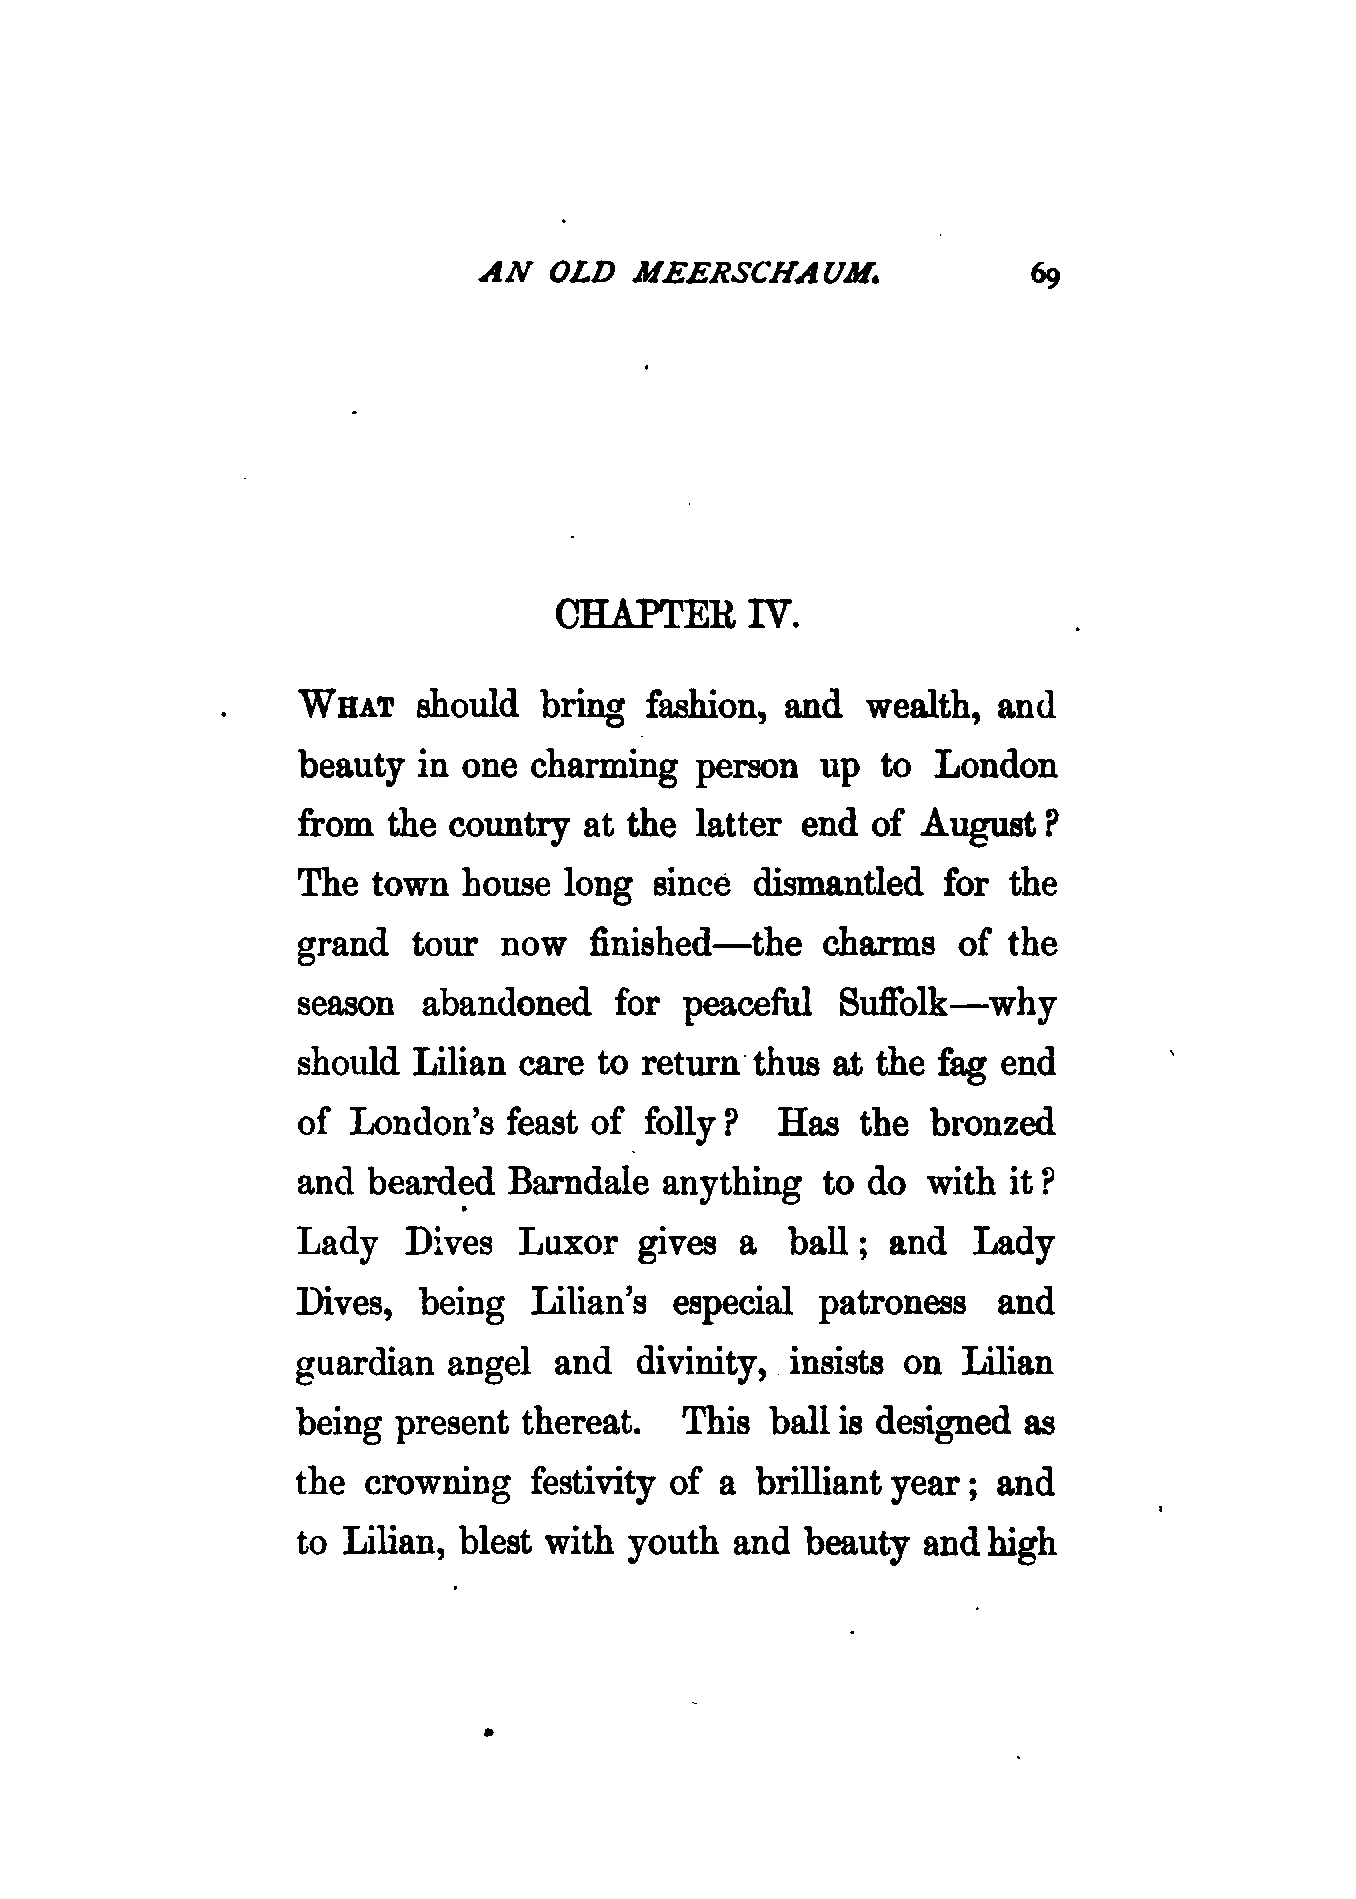 AN OLD MEERSCHAUM. 69
CHAPTER IV.
WHAT should bring fashion, and wealth, and
beauty in one charming person up to London
from the country at the latter end of August?
The town house long since dismantled for the
grand tour now finished—the charms of the
season abandoned for peaceful Suffolk—why
should Lilian care to return thus at the fag end
of London's feast of folly? Has the bronzed
and bearded Barndale anything to do with it?
Lady Dives Luxor gives a ball; and Lady
Dives, being Lilian's especial patroness and
guardian angel and divinity, insists on Lilian
being present thereat. This ball is designed as
the crowning festivity of a brilliant year; and
to Lilian, blest with youth and beauty and high